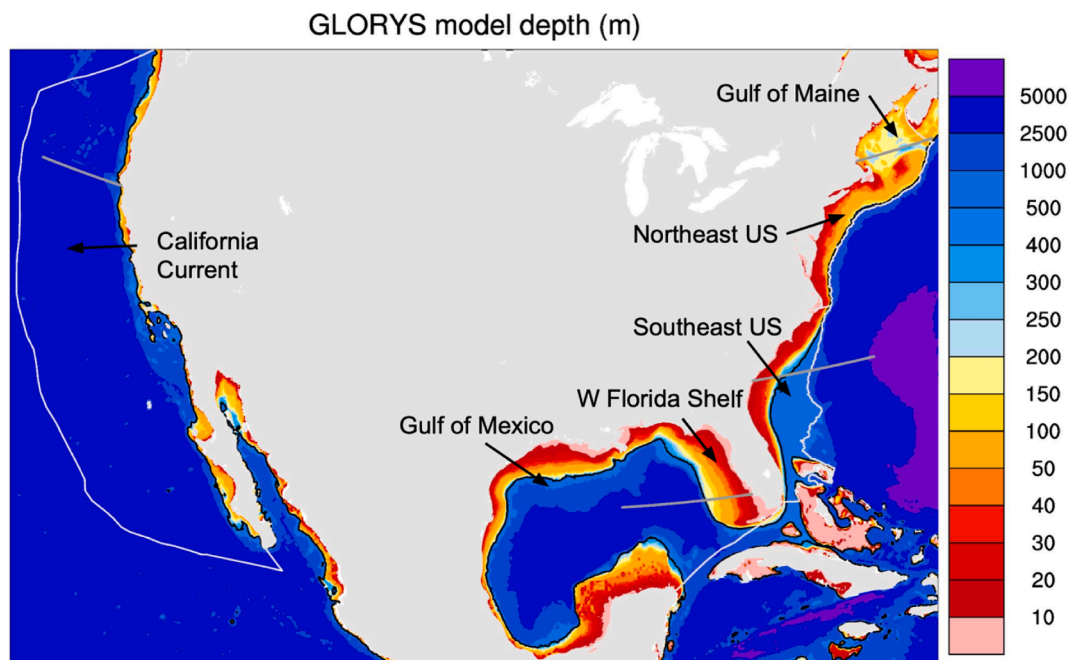 GLORYS model depth (m)
Gulf of Maine
Northeast US
California
Current
Southeast US
W Florida Shelf
Gulf of Mexico
5000
2500
1000
500
400
300
250
200
150
100
50
40
30
20
10